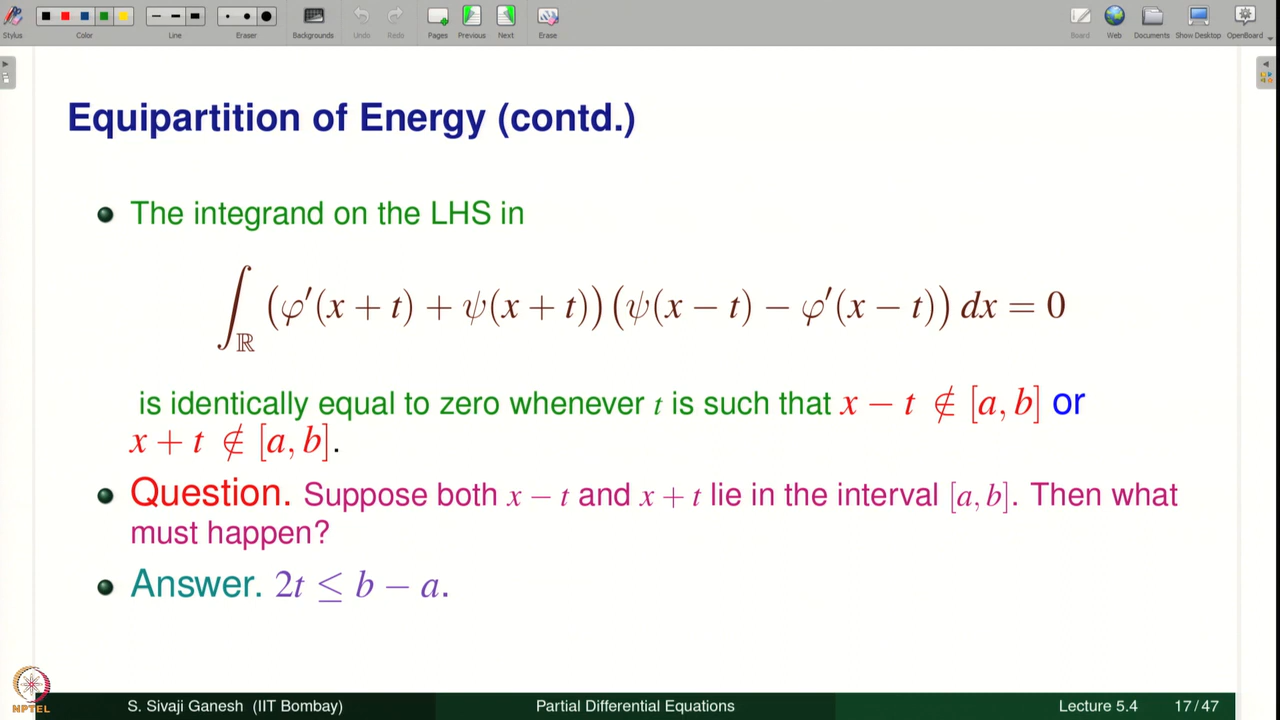 Stylus Color Line Eraser Backgrounds Undo Redo Pages Previous Next Erase Board Web Documents Show Desktop OpenBoard
Equipartition of Energy (contd.)
The integrand on the LHS in
∫_ℝ (φ′(x + t) + ψ(x + t)) (ψ(x − t) − φ′(x − t)) dx = 0
is identically equal to zero whenever t is such that x − t ∉ [a, b] or
x + t ∉ [a, b].
Question. Suppose both x − t and x + t lie in the interval [a, b]. Then what
must happen?
Answer. 2t ≤ b − a.
NPTEL
S. Sivaji Ganesh (IIT Bombay) Partial Differential Equations Lecture 5.4 17/47